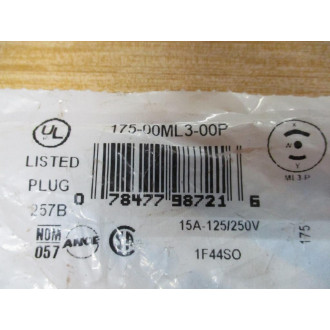 175-00ML3-00P
UL
LISTED
PLUG
257B
0 78477 98721 6
NOM
057
ANCE
15A-125/250V
1F44SO
ML3-P
175